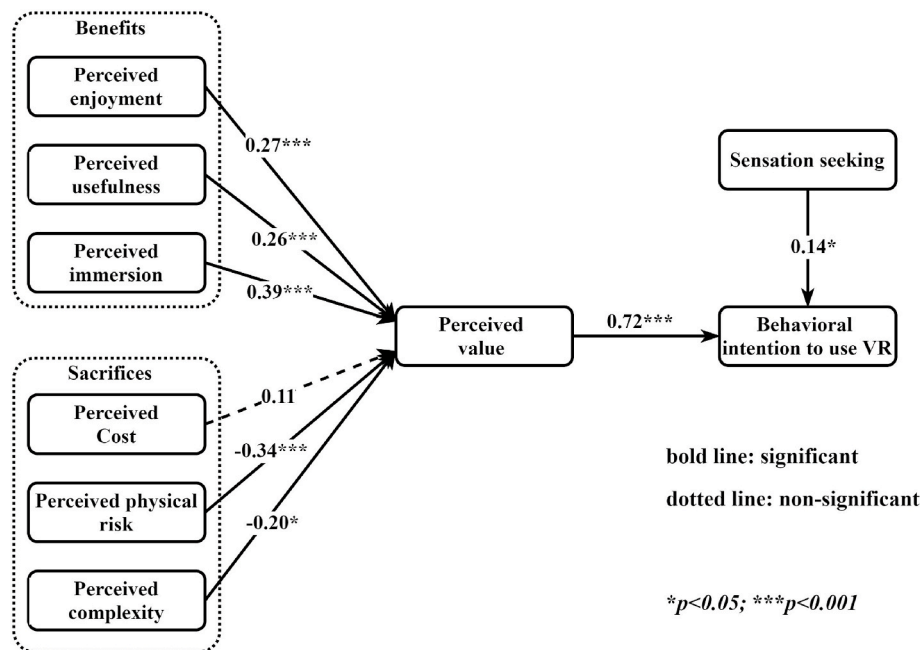 Benefits
Perceived
enjoyment
0.27***
Perceived
usefulness
0.26***
Perceived
immersion
0.39***
Sensation seeking
0.14*
Perceived
value
0.72***
Behavioral
intention to use VR
Sacrifices
Perceived
Cost
0.11
Perceived physical
risk
-0.34***
Perceived
complexity
-0.20*
bold line: significant
dotted line: non-significant
*p<0.05; ***p<0.001